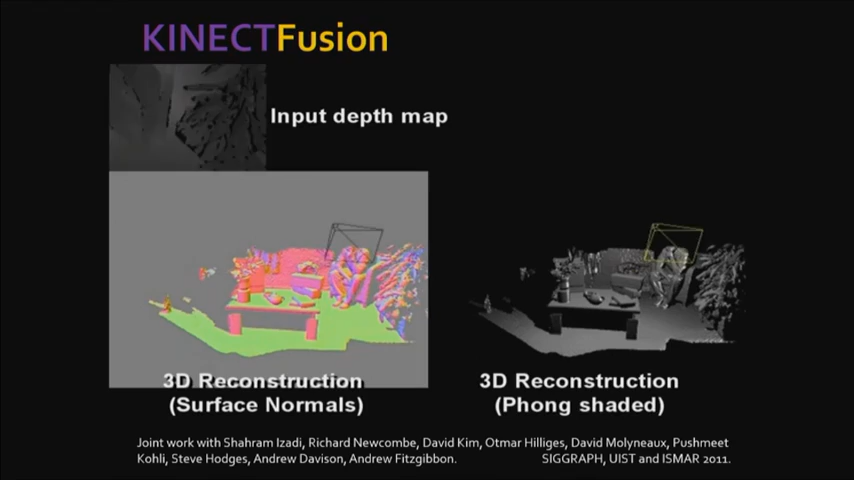 KINECTFusion
Input depth map
3D Reconstruction
(Surface Normals)
3D Reconstruction
(Phong shaded)
Joint work with Shahram Izadi, Richard Newcombe, David Kim, Otmar Hilliges, David Molyneaux, Pushmeet
Kohli, Steve Hodges, Andrew Davison, Andrew Fitzgibbon. SIGGRAPH, UIST and ISMAR 2011.